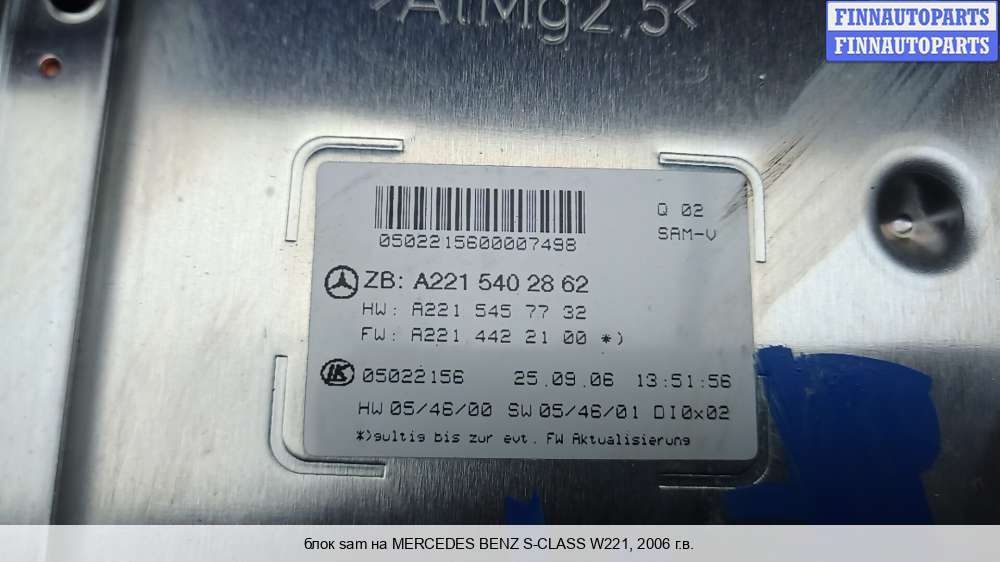 >AlMg2,5<
FINNAUTOPARTS
FINNAUTOPARTS
0502215600007498
Q 02
SAM-V
ZB: A221 540 28 62
HW: A221 545 77 32
FW: A221 442 21 00 *)
LK 05022156 25.09.06 13:51:56
HW 05/46/00 SW 05/46/01 DI0x02
*)gultig bis zur evt. FW Aktualisierung
блок sam на MERCEDES BENZ S-CLASS W221, 2006 г.в.